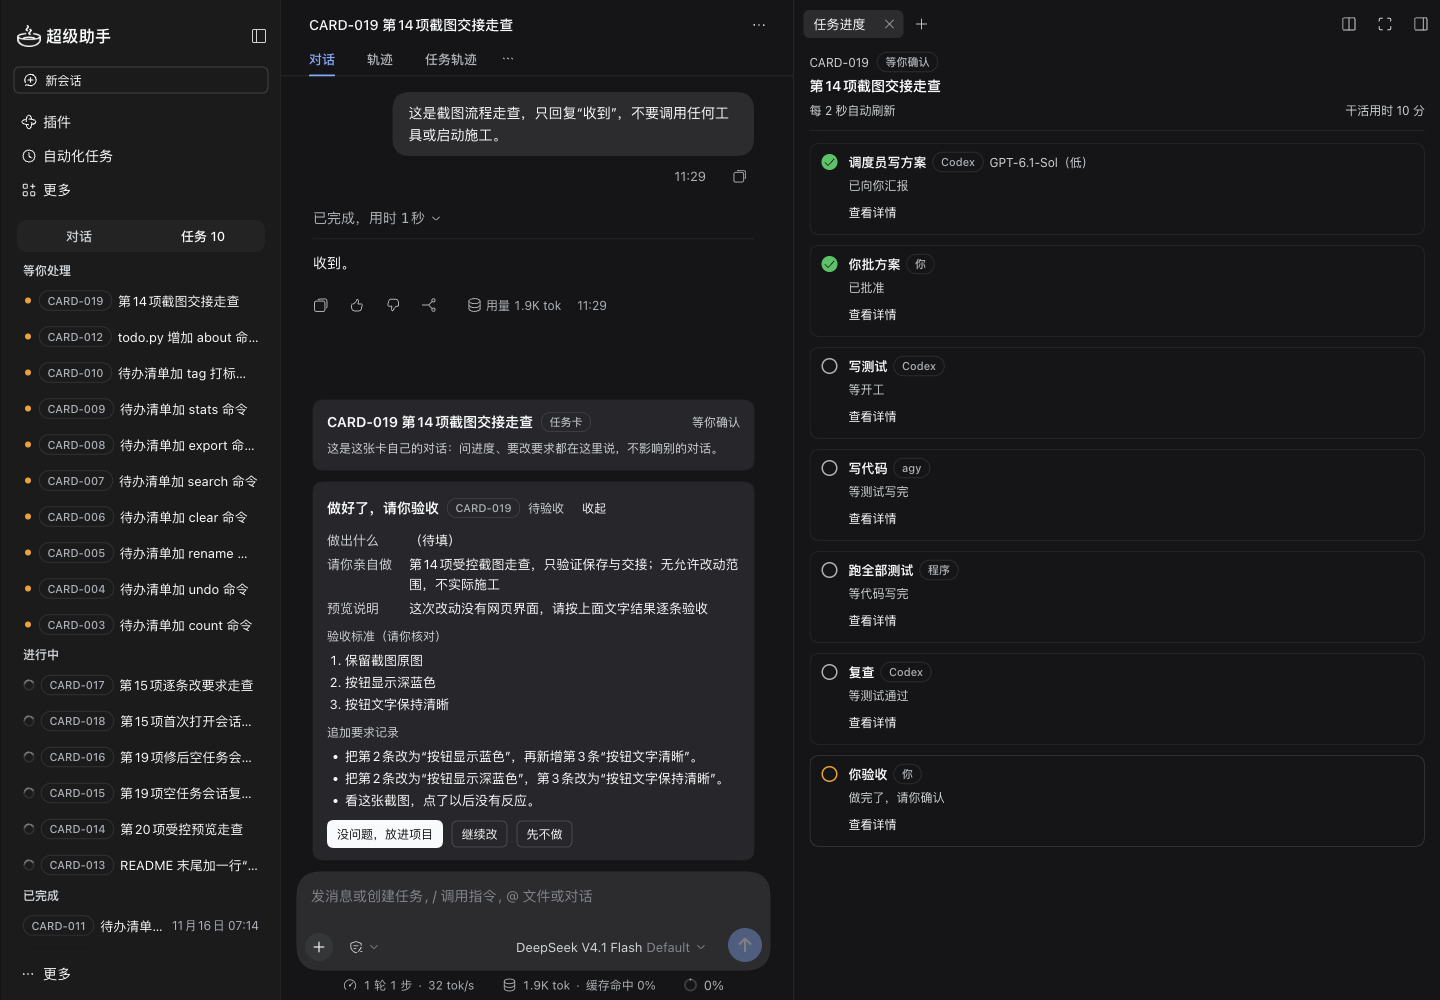 超级助手
新会话
插件
自动化任务
更多
对话 任务 10
等你处理
CARD-019 第14项截图交接走查
CARD-012 todo.py 增加 about 命...
CARD-010 待办清单加 tag 打标...
CARD-009 待办清单加 stats 命令
CARD-008 待办清单加 export 命...
CARD-007 待办清单加 search 命令
CARD-006 待办清单加 clear 命令
CARD-005 待办清单加 rename ...
CARD-004 待办清单加 undo 命令
CARD-003 待办清单加 count 命令
进行中
CARD-017 第15项逐条改要求走查
CARD-018 第15项首次打开会话...
CARD-016 第19项修后空任务会...
CARD-015 第19项空任务会话复...
CARD-014 第20项受控预览走查
CARD-013 README 末尾加一行“...
已完成
CARD-011 待办清单... 11月16日 07:14
... 更多
CARD-019 第14项截图交接走查 ...
对话 轨迹 任务轨迹 ...
这是截图流程走查，只回复“收到”，不要调用任何工
具或启动施工。
11:29
已完成，用时 1秒
收到。
用量 1.9K tok 11:29
CARD-019 第14项截图交接走查 任务卡 等你确认
这是这张卡自己的对话：问进度、要改要求都在这里说，不影响别的对话。
做好了，请你验收 CARD-019 待验收 收起
做出什么 （待填）
请你亲自做 第14项受控截图走查，只验证保存与交接；无允许改动范
围，不实际施工
预览说明 这次改动没有网页界面，请按上面文字结果逐条验收
验收标准（请你核对）
1. 保留截图原图
2. 按钮显示深蓝色
3. 按钮文字保持清晰
追加要求记录
• 把第2条改为“按钮显示蓝色”，再新增第3条“按钮文字清晰”。
• 把第2条改为“按钮显示深蓝色”，第3条改为“按钮文字保持清晰”。
• 看这张截图，点了以后没有反应。
没问题，放进项目 继续改 先不做
发消息或创建任务, / 调用指令, @ 文件或对话
DeepSeek V4.1 Flash Default
1 轮 1 步 · 32 tok/s 1.9K tok · 缓存命中 0% 0%
任务进度
CARD-019 等你确认
第14项截图交接走查
每 2 秒自动刷新 干活用时 10 分
调度员写方案 Codex GPT-6.1-Sol（低）
已向你汇报
查看详情
你批方案 你
已批准
查看详情
写测试 Codex
等开工
查看详情
写代码 agy
等测试写完
查看详情
跑全部测试 程序
等代码写完
查看详情
复查 Codex
等测试通过
查看详情
你验收 你
做完了，请你确认
查看详情